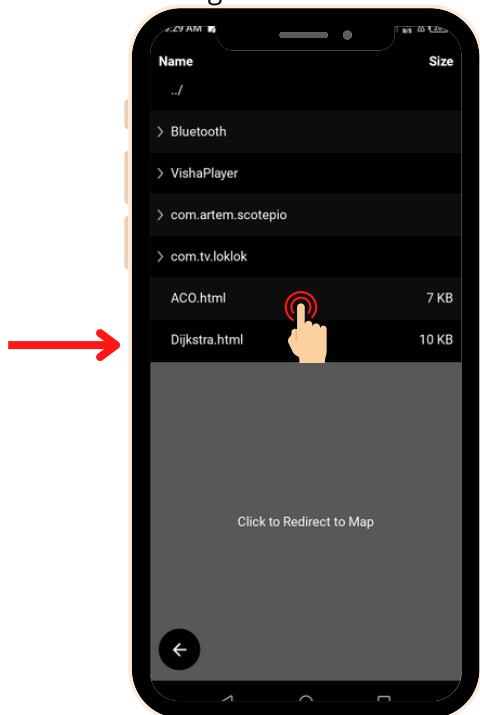 Name Size
../
> Bluetooth
> VishaPlayer
> com.artem.scotepio
> com.tv.loklok
ACO.html 7 KB
Dijkstra.html 10 KB
Click to Redirect to Map